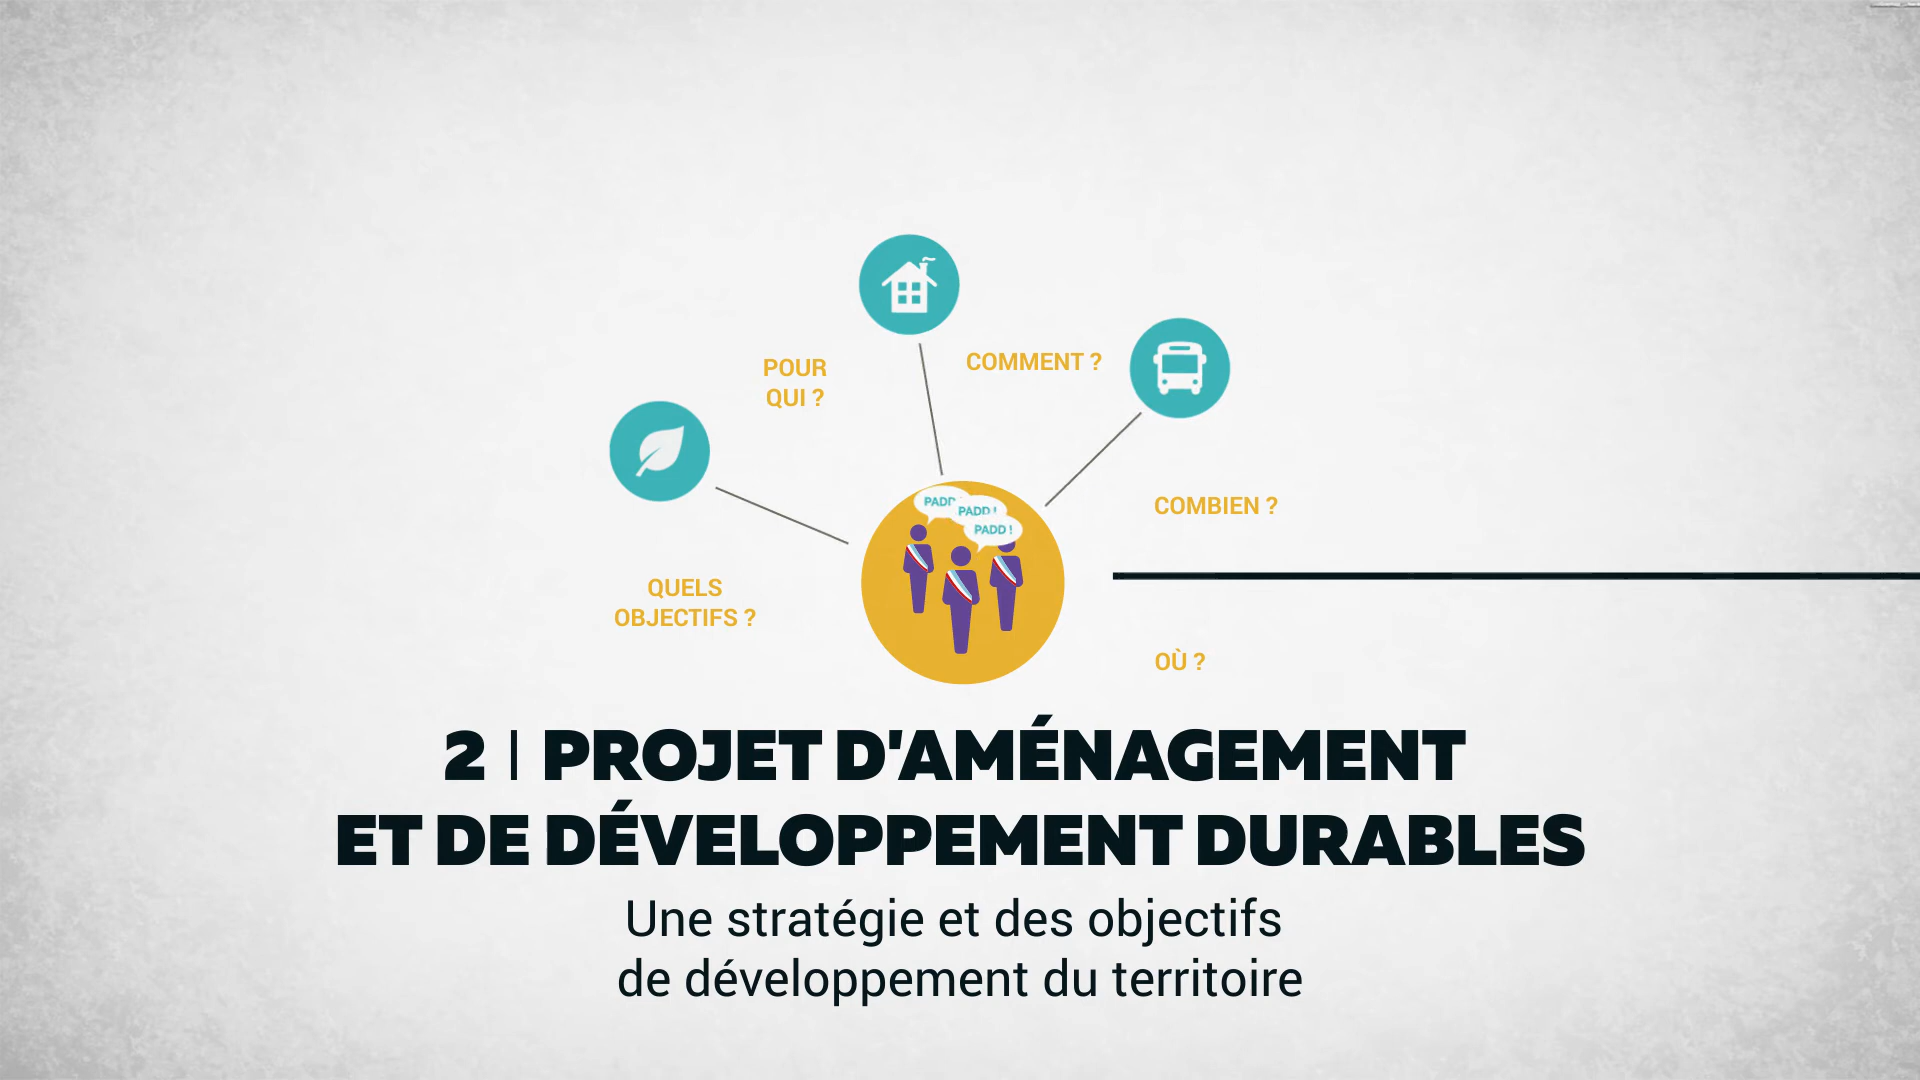 POUR
QUI ?
COMMENT ?
COMBIEN ?
QUELS
OBJECTIFS ?
OÙ ?
PADD
PADD !
PADD !
2 | PROJET D'AMÉNAGEMENT
ET DE DÉVELOPPEMENT DURABLES
Une stratégie et des objectifs
de développement du territoire